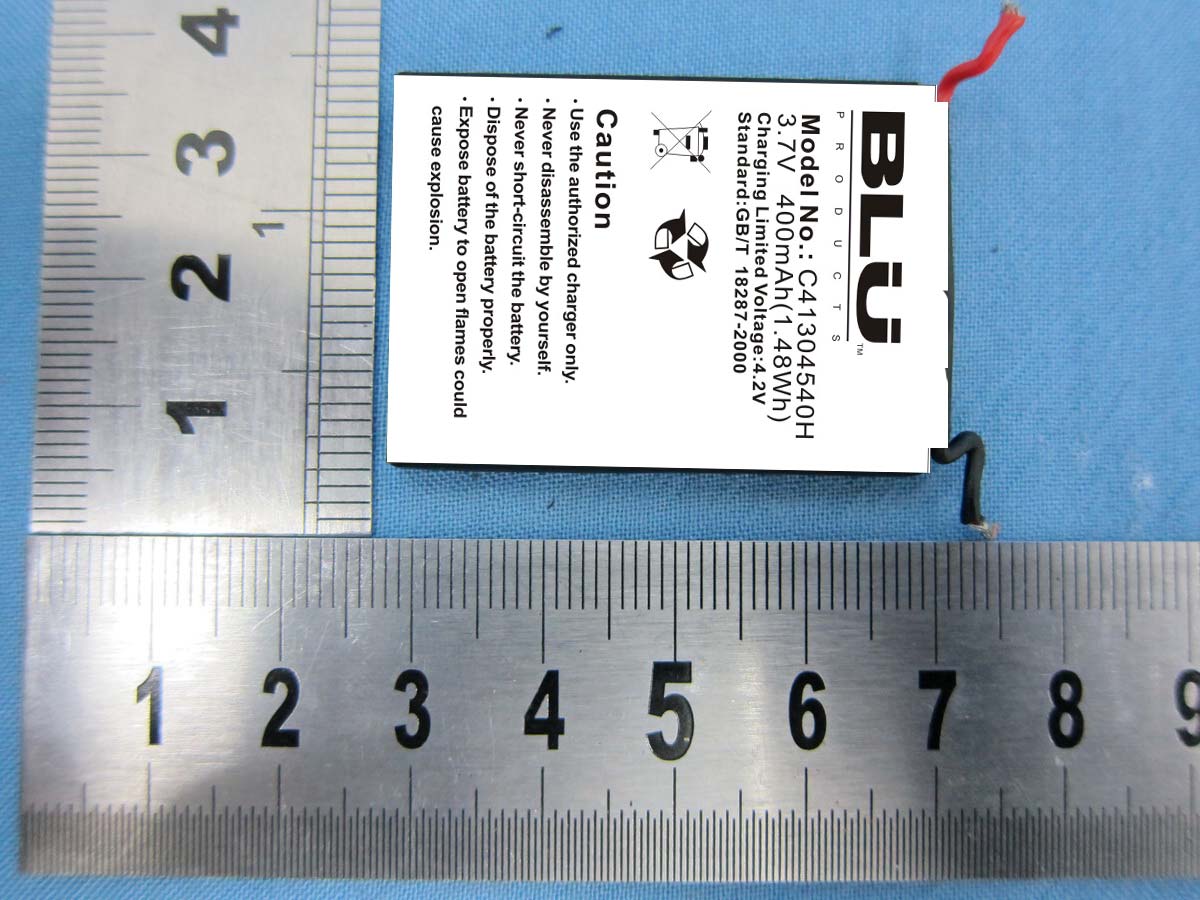 BLU™
PRODUCTS
Model No.: C41304540H
3.7V 400mAh(1.48Wh)
Charging Limited Voltage:4.2V
Standard:GB/T 18287-2000
Caution
·Use the authorized charger only.
·Never disassemble by yourself.
·Never short-circuit the battery.
·Dispose of the battery properly.
·Expose battery to open flames could
cause explosion.
4
3
2
1
1
1 2 3 4 5 6 7 8 9